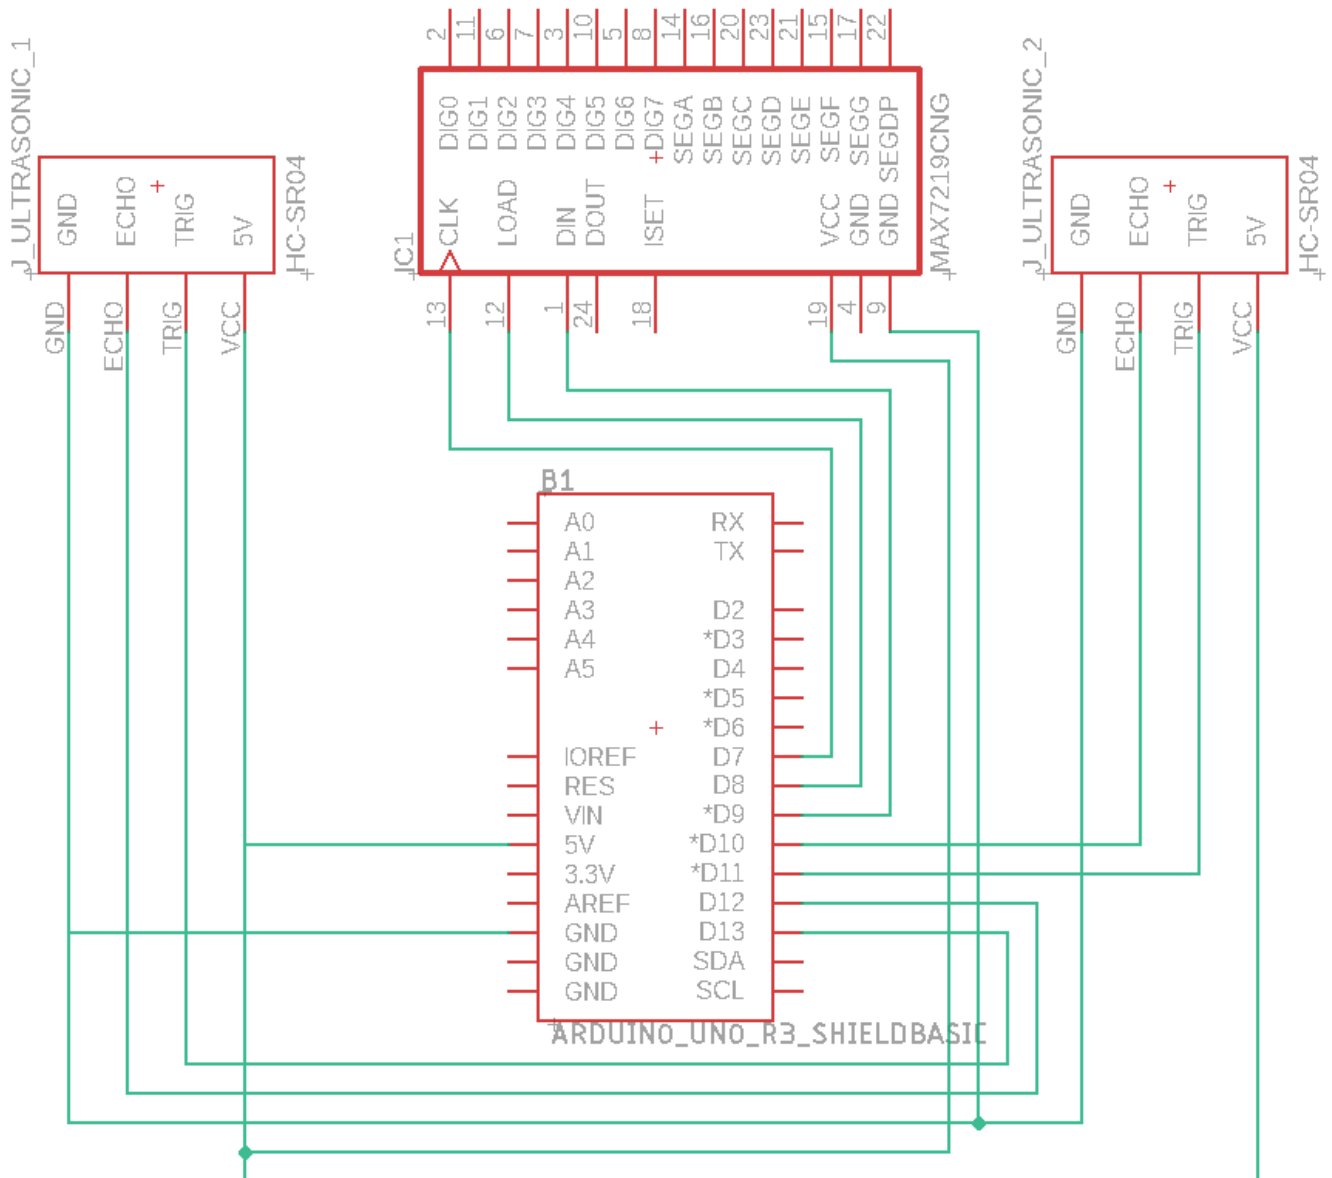 2 11 6 7 3 10 5 8 14 16 20 23 21 15 17 22
DIG0 DIG1 DIG2 DIG3 DIG4 DIG5 DIG6 DIG7 SEGA SEGB SEGC SEGD SEGE SEGF SEGG SEGDP
CLK LOAD DIN DOUT ISET VCC GND GND
IC1
MAX7219CNG
13 12 1 24 18 19 4 9
J_ULTRASONIC_1
GND ECHO TRIG 5V
HC-SR04
GND ECHO TRIG VCC
J_ULTRASONIC_2
GND ECHO TRIG 5V
HC-SR04
GND ECHO TRIG VCC
B1
A0 RX
A1 TX
A2
A3 D2
A4 *D3
A5 D4
*D5
*D6
IOREF D7
RES D8
VIN *D9
5V *D10
3.3V *D11
AREF D12
GND D13
GND SDA
GND SCL
ARDUINO_UNO_R3_SHIELDBASIC